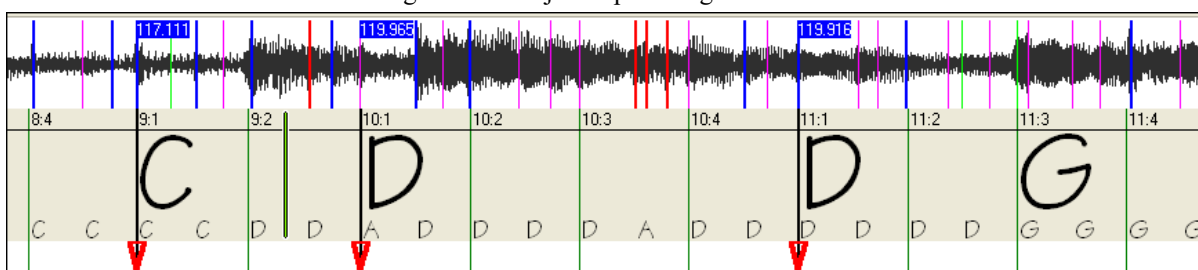 117.111 119.965 119.916
8:4 9:1 9:2 10:1 10:2 10:3 10:4 11:1 11:2 11:3 11:4
C D D G
C C C C D D A D D D D A D D D D D D G G G G